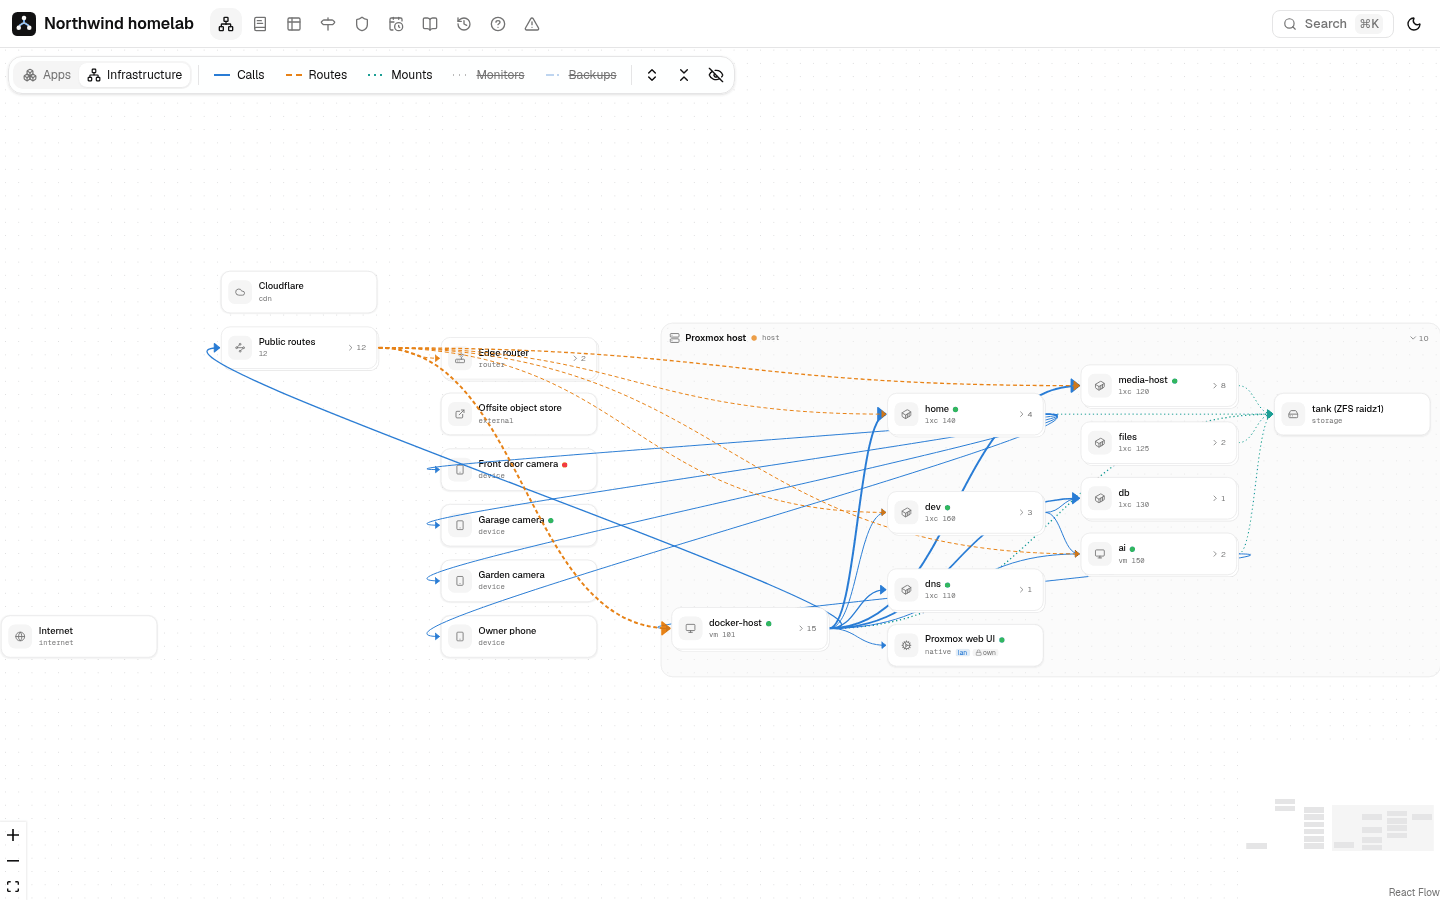 Northwind homelab
Search ⌘K
Apps
Infrastructure
Calls
Routes
Mounts
Monitors
Backups
Cloudflare
cdn
Public routes
12
12
Edge router
router
2
Offsite object store
external
Front door camera
device
Garage camera
device
Garden camera
device
Owner phone
device
Internet
internet
Proxmox host host
10
docker-host
vm 101
15
home
lxc 140
4
dev
lxc 160
3
dns
lxc 110
1
Proxmox web UI
native lan own
media-host
lxc 120
8
files
lxc 125
2
db
lxc 130
1
ai
vm 150
2
tank (ZFS raidz1)
storage
React Flow